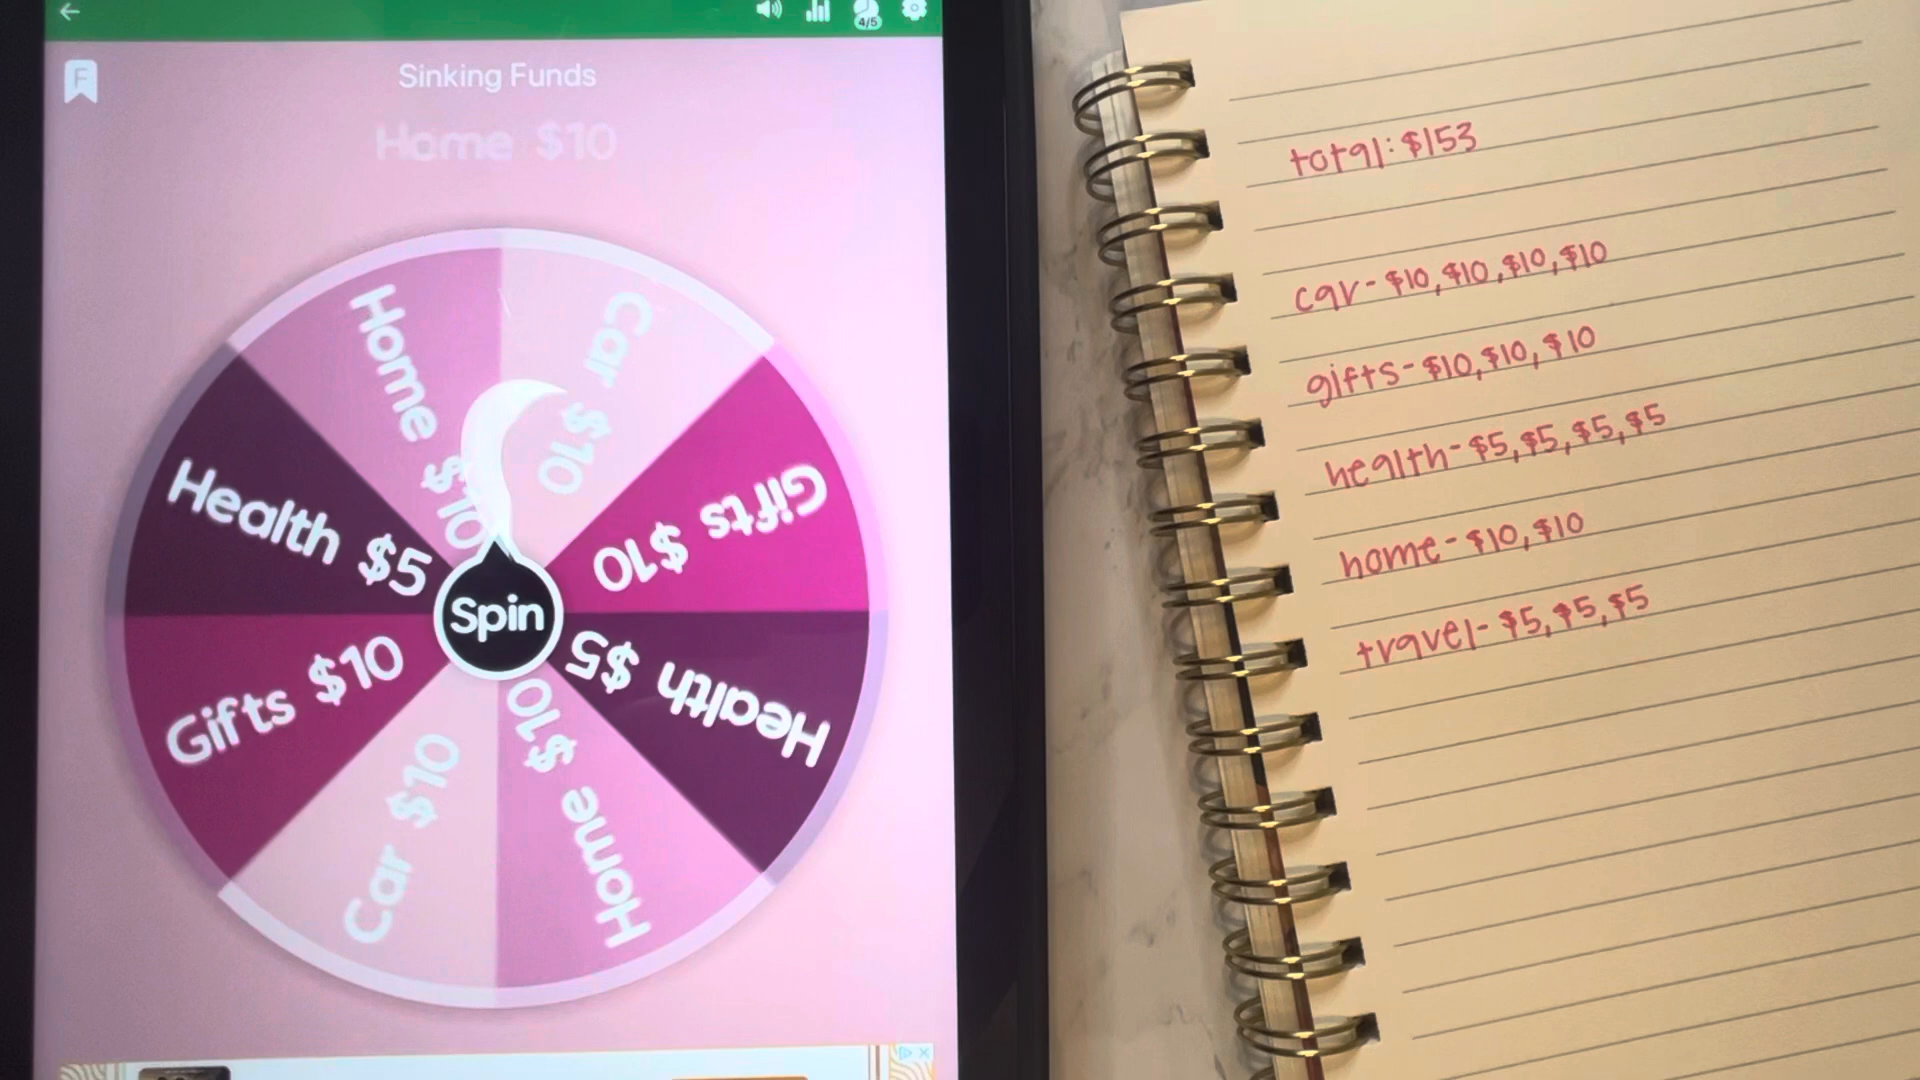 4/5
F
Sinking Funds
Home $10
Car $10
Gifts $10
Health $5
Home $10
Car $10
Gifts $10
Health $5
Home $10
Spin
total: $153
car- $10, $10, $10, $10
gifts- $10, $10, $10
health- $5, $5, $5, $5
home- $10, $10
travel- $5, $5, $5